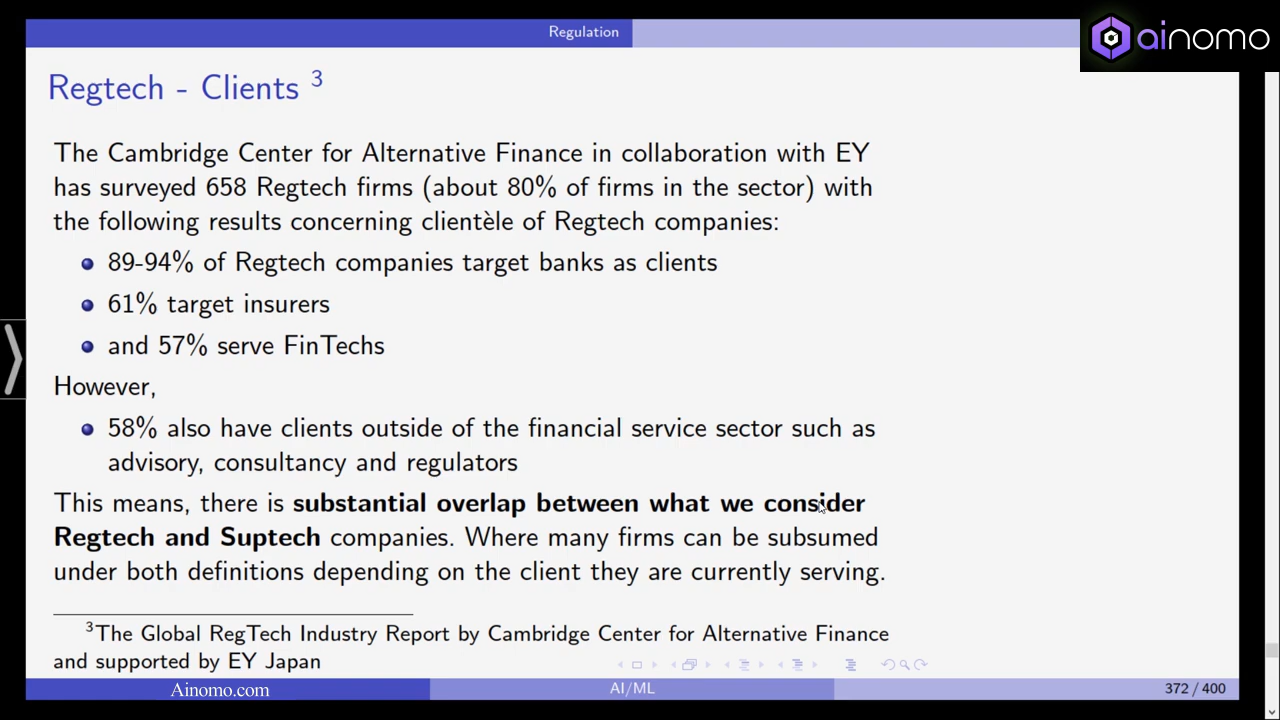 Regulation
ainomo
Regtech - Clients 3
The Cambridge Center for Alternative Finance in collaboration with EY
has surveyed 658 Regtech firms (about 80% of firms in the sector) with
the following results concerning clientèle of Regtech companies:
89-94% of Regtech companies target banks as clients
61% target insurers
and 57% serve FinTechs
However,
58% also have clients outside of the financial service sector such as
advisory, consultancy and regulators
This means, there is substantial overlap between what we consider
Regtech and Suptech companies. Where many firms can be subsumed
under both definitions depending on the client they are currently serving.
3The Global RegTech Industry Report by Cambridge Center for Alternative Finance
and supported by EY Japan
Ainomo.com
AI/ML
372 / 400